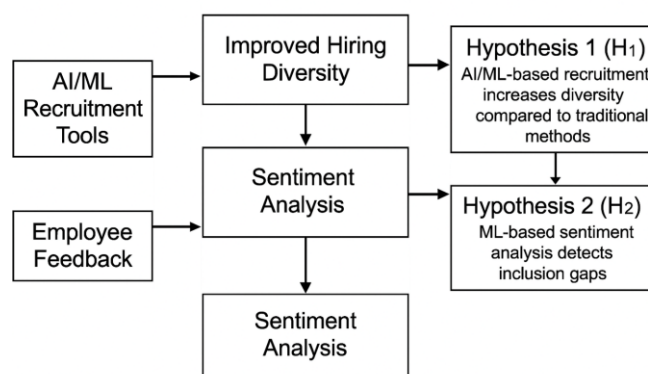 AI/ML
Recruitment
Tools
Improved Hiring
Diversity
Hypothesis 1 (H₁)
AI/ML-based recruitment
increases diversity
compared to traditional
methods
Employee
Feedback
Sentiment
Analysis
Hypothesis 2 (H₂)
ML-based sentiment
analysis detects
inclusion gaps
Sentiment
Analysis